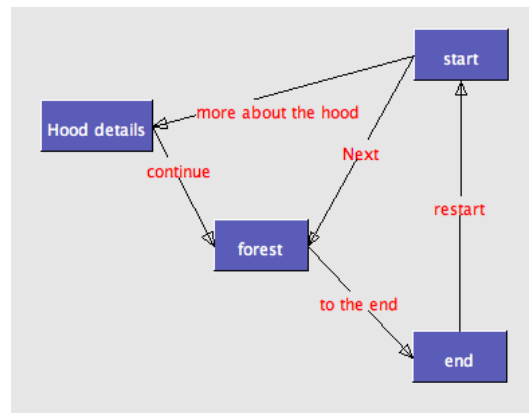 start
more about the hood
Hood details
Next
continue
restart
forest
to the end
end